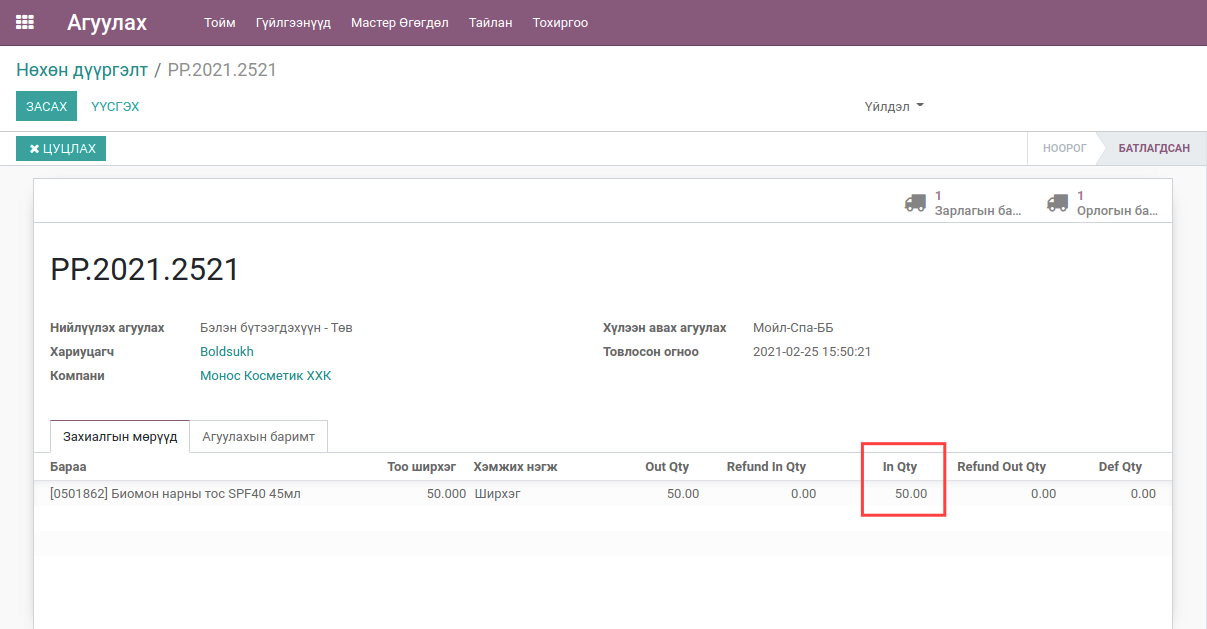 Агуулах Тойм Гүйлгээнүүд Мастер Өгөгдөл Тайлан Тохиргоо
Нөхөн дүүргэлт / PP.2021.2521
ЗАСАХ ҮҮСГЭХ Үйлдэл
ЦУЦЛАХ НООРОГ БАТЛАГДСАН
1 1
Зарлагын ба... Орлогын ба...
PP.2021.2521
Нийлүүлэх агуулах Бэлэн бүтээгдэхүүн - Төв Хүлээн авах агуулах Мойл-Спа-ББ
Хариуцагч Boldsukh Товлосон огноо 2021-02-25 15:50:21
Компани Монос Косметик ХХК
Захиалгын мөрүүд Агуулахын баримт
Бараа Тоо ширхэг Хэмжих нэгж Out Qty Refund In Qty In Qty Refund Out Qty Def Qty
[0501862] Биомон нарны тос SPF40 45мл 50.000 Ширхэг 50.00 0.00 50.00 0.00 0.00